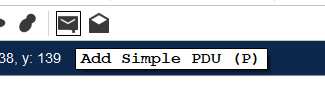 38, y: 139 Add Simple PDU (P)